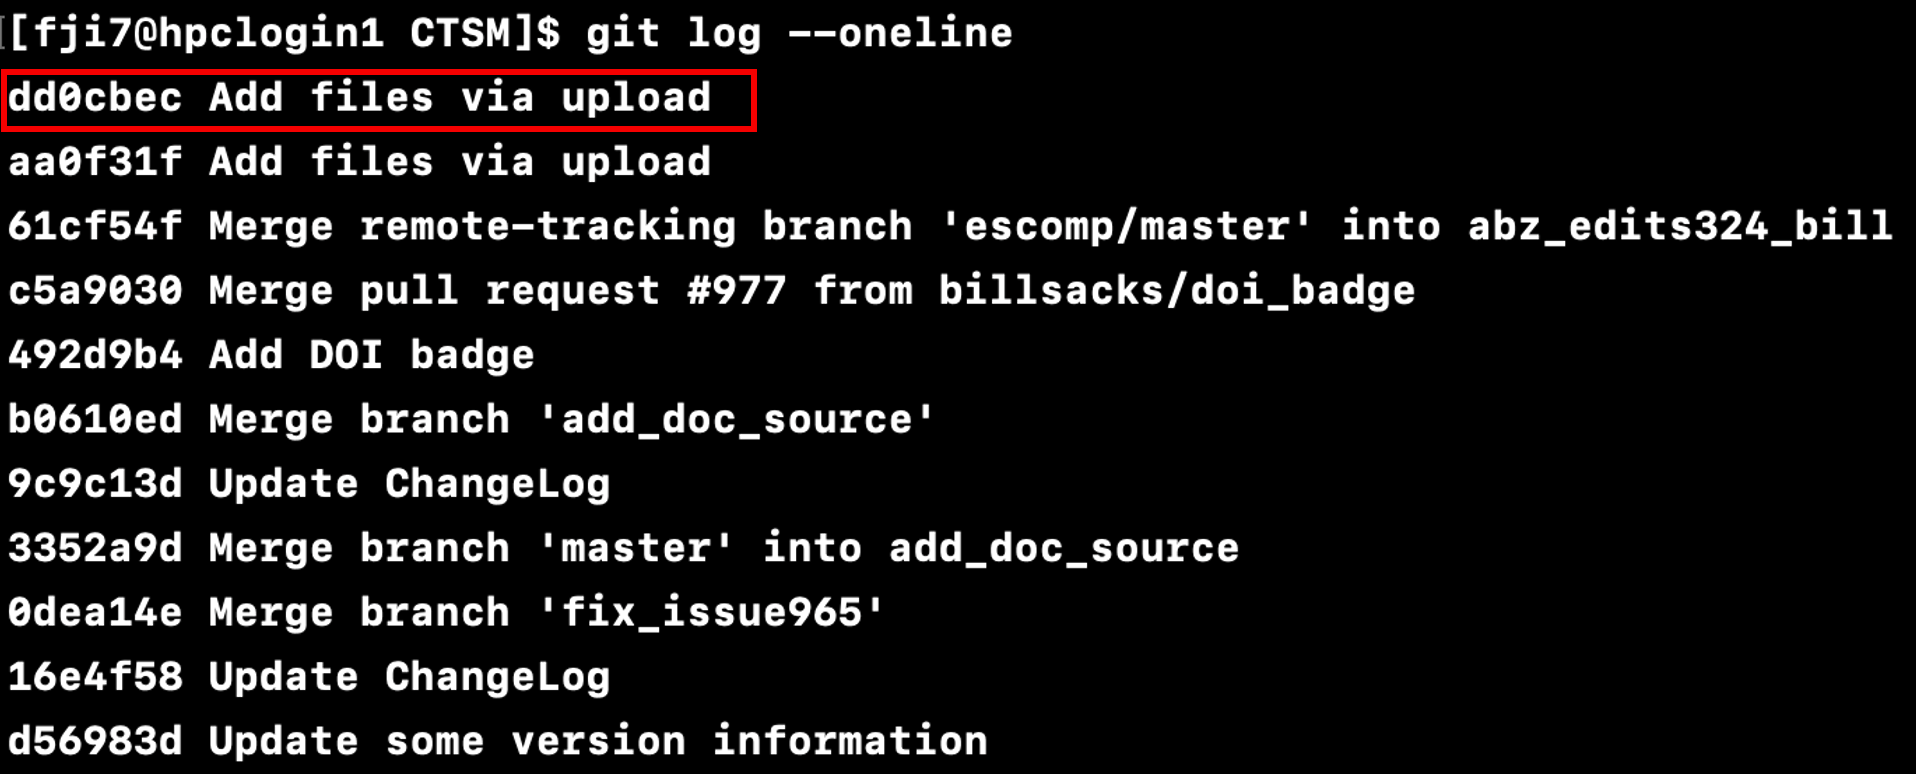 [fji7@hpclogin1 CTSM]$ git log --oneline
dd0cbec Add files via upload
aa0f31f Add files via upload
61cf54f Merge remote-tracking branch 'escomp/master' into abz_edits324_bill
c5a9030 Merge pull request #977 from billsacks/doi_badge
492d9b4 Add DOI badge
b0610ed Merge branch 'add_doc_source'
9c9c13d Update ChangeLog
3352a9d Merge branch 'master' into add_doc_source
0dea14e Merge branch 'fix_issue965'
16e4f58 Update ChangeLog
d56983d Update some version information